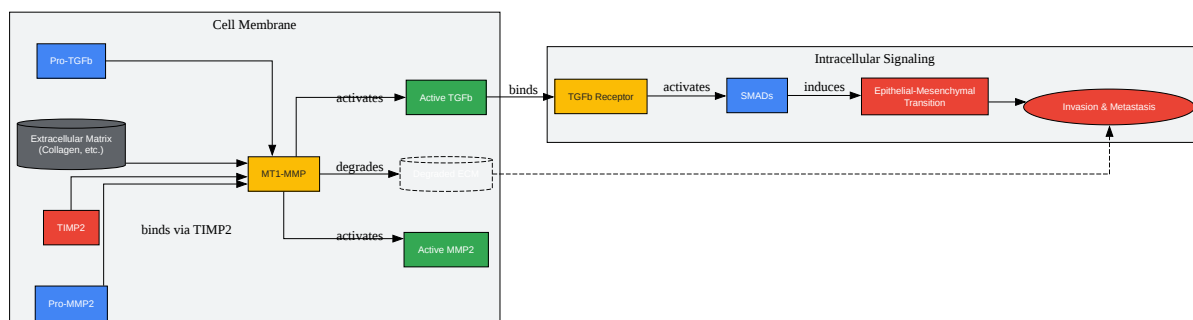 Cell Membrane
Pro-TGFb
activates
Active TGFb
Extracellular Matrix
(Collagen, etc.)
MT1-MMP
degrades
Degraded ECM
TIMP2
binds via TIMP2
activates
Active MMP2
Pro-MMP2
binds
Intracellular Signaling
TGFb Receptor
activates
SMADs
induces
Epithelial-Mesenchymal
Transition
Invasion & Metastasis